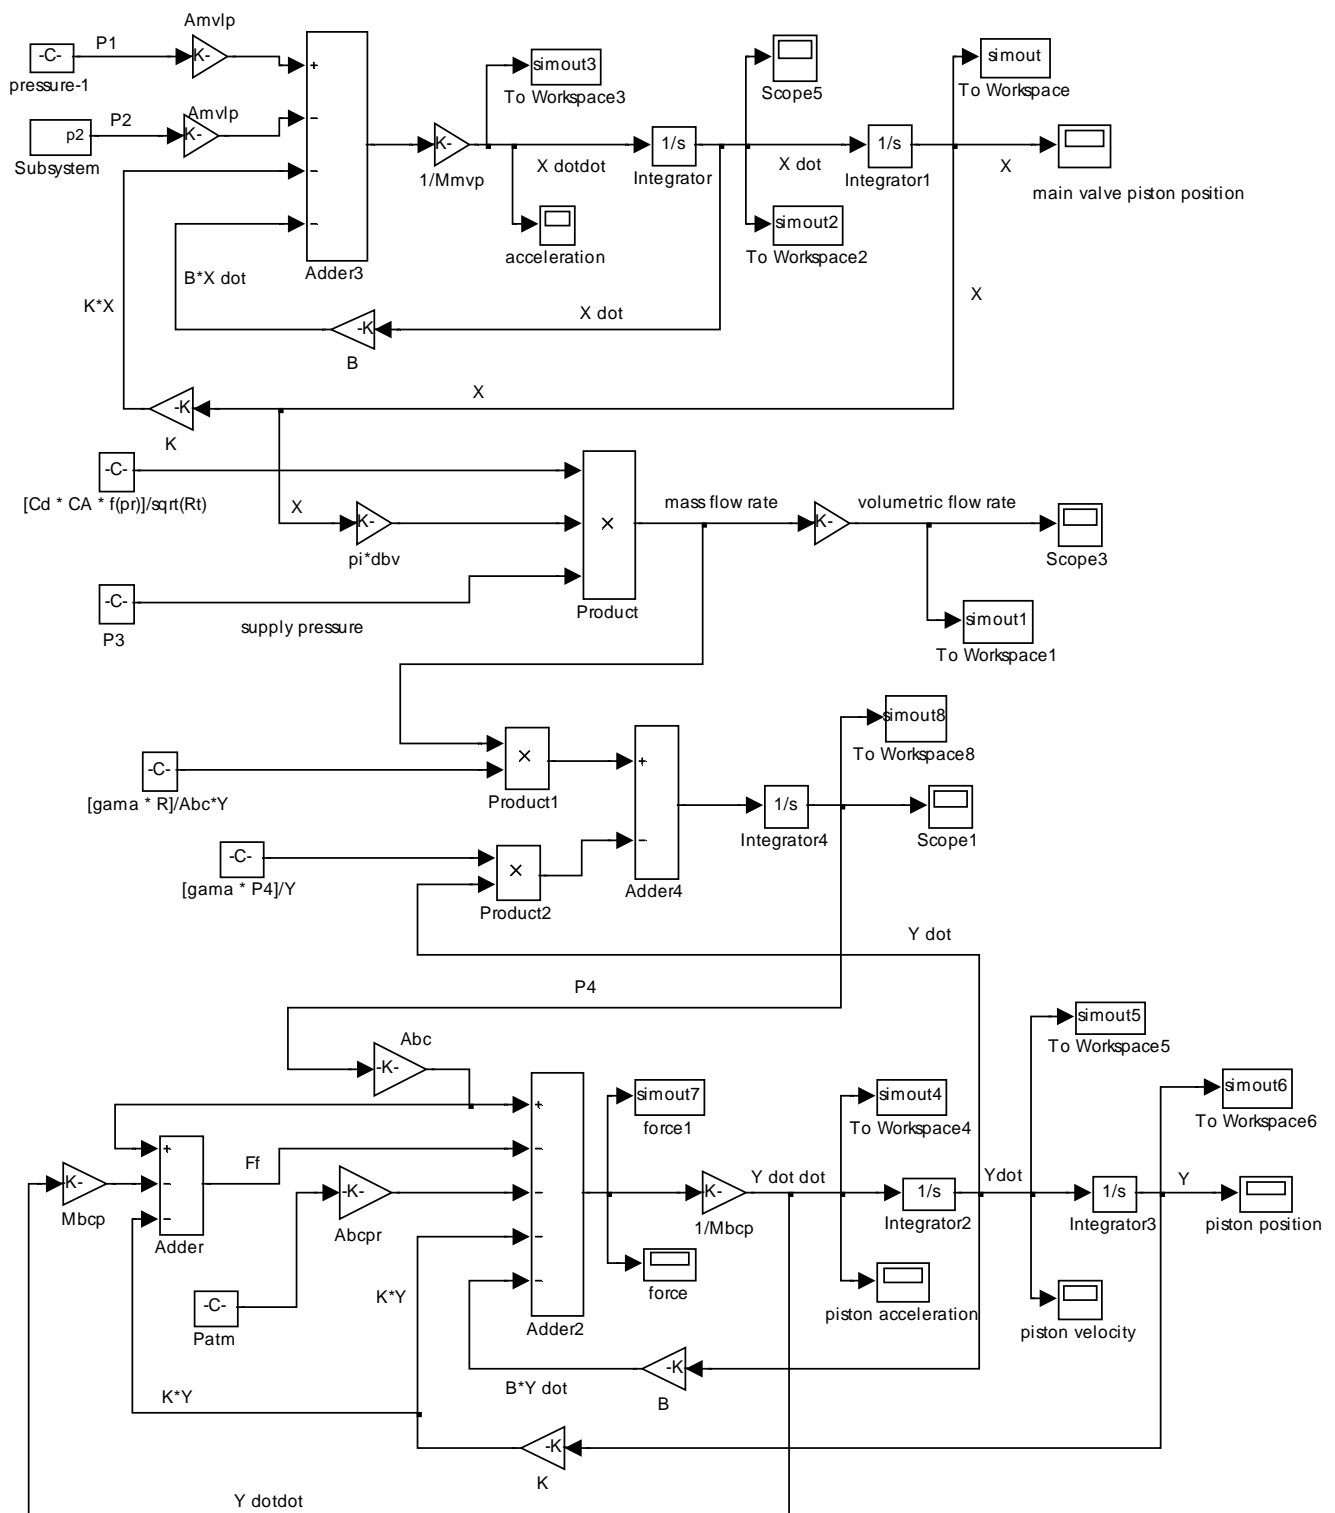 Amvlp
P1
-C-
K-
+
simout3
simout
pressure-1
To Workspace3
Scope5
To Workspace
P2
Amvlp
p2
K-
−
Subsystem
K-
1/s
1/s
X dotdot
X dot
X
1/Mmvp
Integrator
Integrator1
−
main valve piston position
−
simout2
acceleration
To Workspace2
Adder3
B*X dot
K*X
X
X dot
-K
B
X
-K
K
-C-
[Cd * CA * f(pr)]/sqrt(Rt)
X
mass flow rate
volumetric flow rate
K-
×
K-
pi*dbv
Scope3
-C-
Product
P3
supply pressure
simout1
To Workspace1
simout8
To Workspace8
×
+
-C-
[gama * R]/Abc*Y
Product1
1/s
Integrator4
Scope1
-C-
×
−
[gama * P4]/Y
Product2
Adder4
Y dot
P4
simout5
To Workspace5
Abc
-K-
simout7
simout4
simout6
+
force1
To Workspace4
To Workspace6
+
−
Ff
K-
−
-K-
−
K-
Y dot dot
1/s
Ydot
1/s
Y
Mbcp
−
Abcpr
1/Mbcp
Integrator2
Integrator3
piston position
Adder
−
K*Y
−
-C-
force
piston acceleration
Patm
Adder2
piston velocity
-K
B*Y dot
B
K*Y
-K
K
Y dotdot